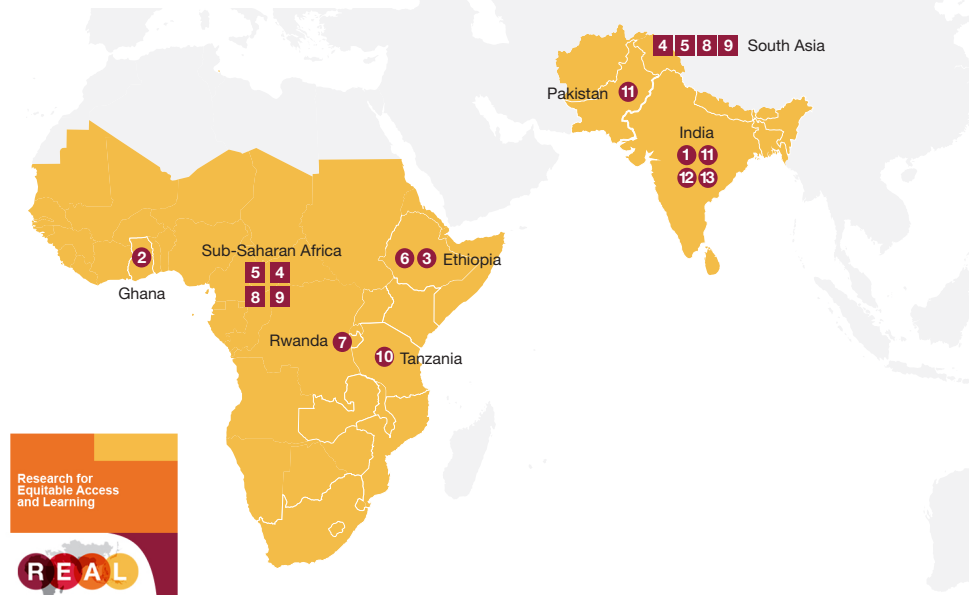 4 5 8 9 South Asia
Pakistan 11
India
1 11
12 13
Sub-Saharan Africa
5 4
8 9
2
Ghana
6 3 Ethiopia
Rwanda 7
10 Tanzania
Research for
Equitable Access
and Learning
R E A L